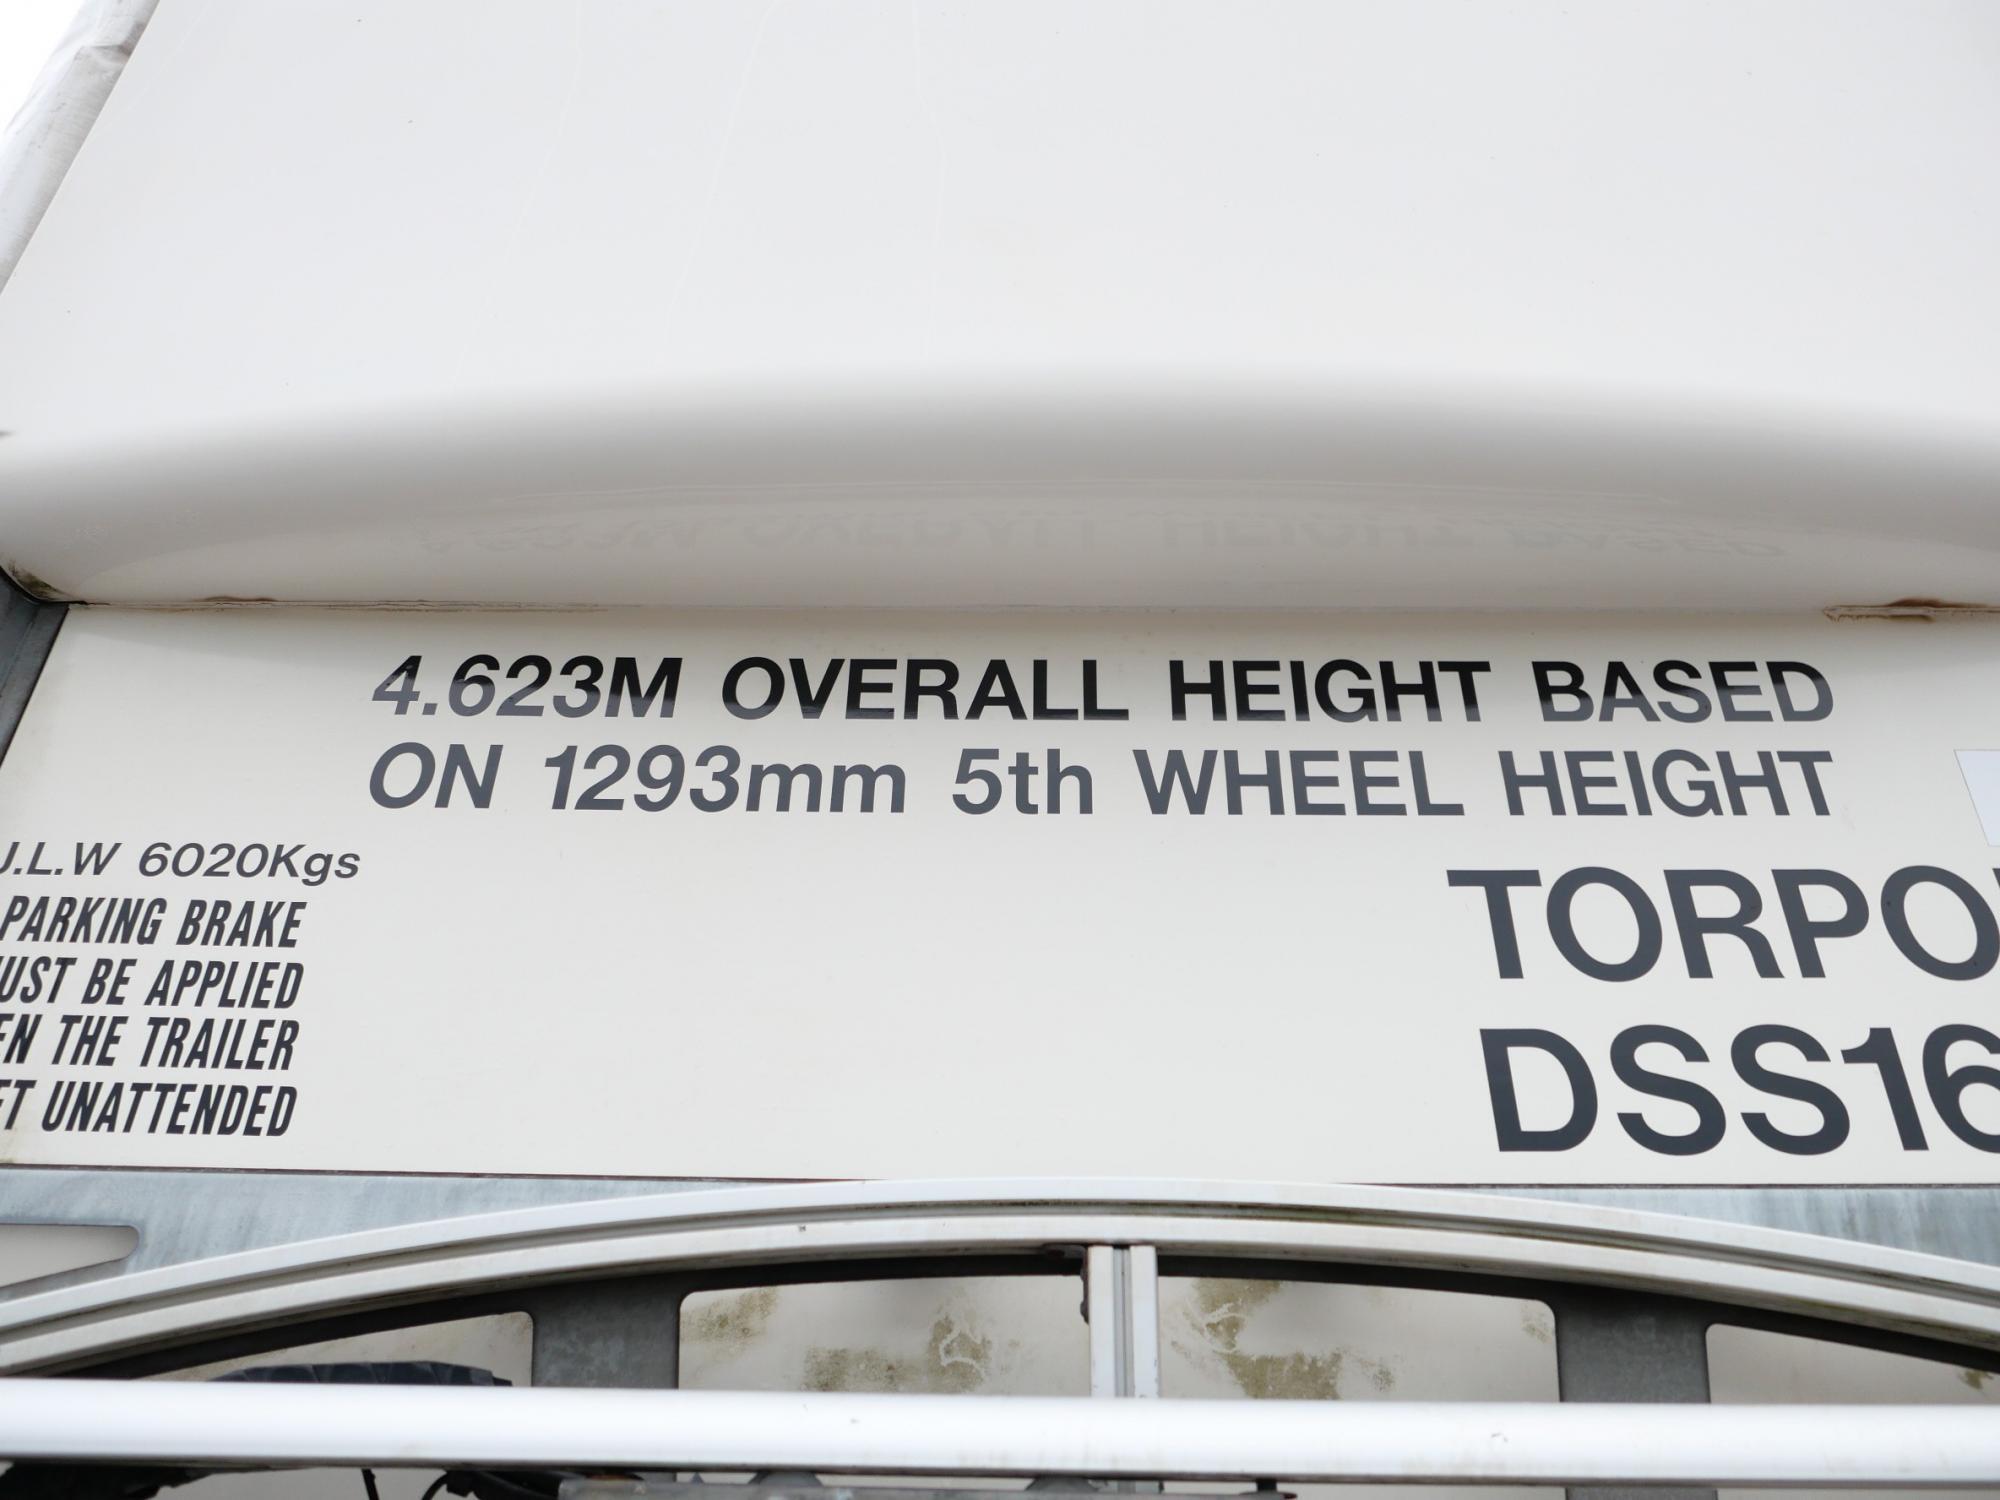 4.623M OVERALL HEIGHT BASED
ON 1293mm 5th WHEEL HEIGHT
.L.W 6020Kgs
PARKING BRAKE
UST BE APPLIED
EN THE TRAILER
FT UNATTENDED
TORPO
DSS16